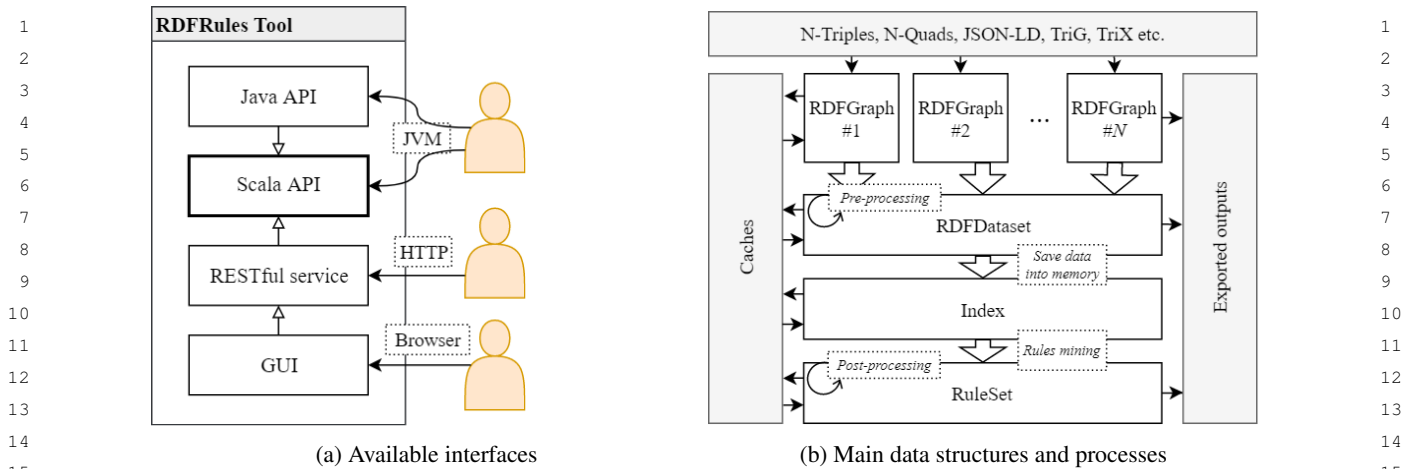 1
2
3
4
5
6
7
8
9
10
11
12
13
14
RDFRules Tool
Java API
JVM
Scala API
HTTP
RESTful service
Browser
GUI
(a) Available interfaces
N-Triples, N-Quads, JSON-LD, TriG, TriX etc.
RDFGraph
#1
RDFGraph
#2
...
RDFGraph
#N
Caches
Pre-processing
RDFDataset
Save data
into memory
Index
Rules mining
Post-processing
RuleSet
Exported outputs
(b) Main data structures and processes
1
2
3
4
5
6
7
8
9
10
11
12
13
14